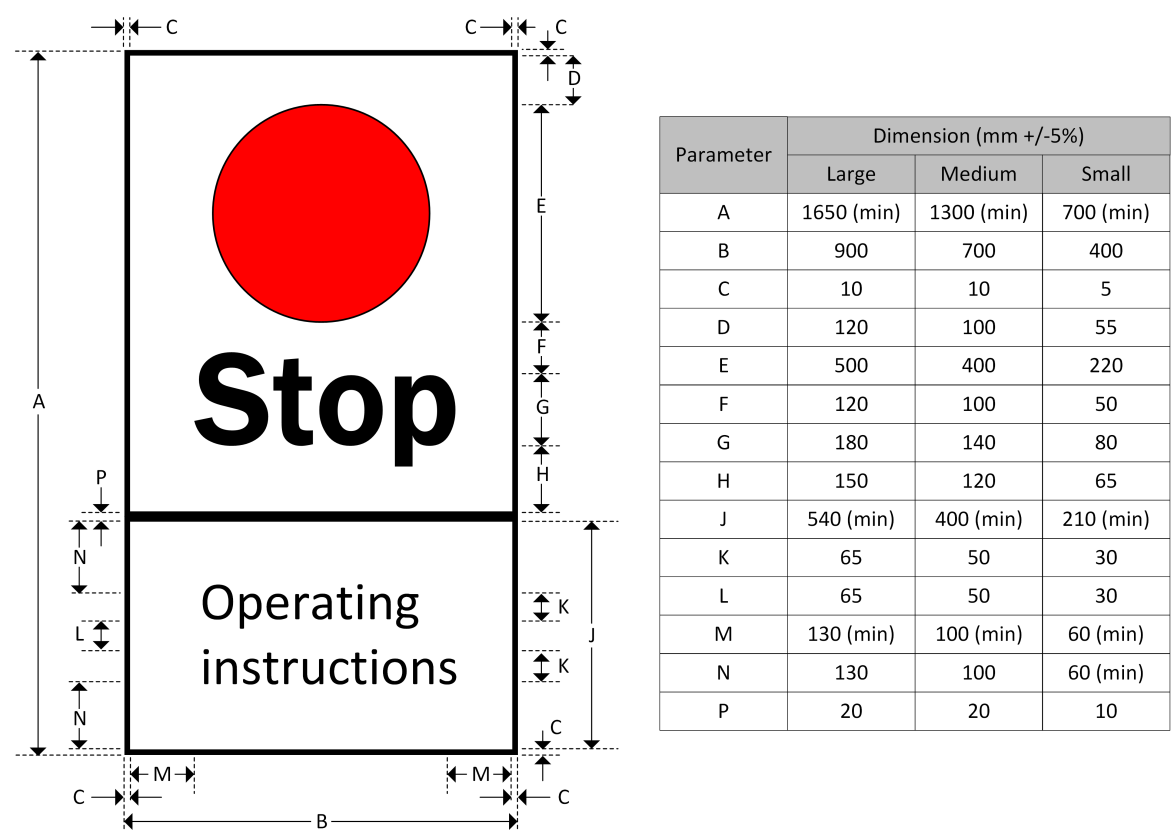 C C C
D
E
F
Stop
A
G
P
H
N
Operating
K
L
J
instructions
K
N
C
M M
C C
B
Parameter Dimension (mm +/-5%)
Large Medium Small
A 1650 (min) 1300 (min) 700 (min)
B 900 700 400
C 10 10 5
D 120 100 55
E 500 400 220
F 120 100 50
G 180 140 80
H 150 120 65
J 540 (min) 400 (min) 210 (min)
K 65 50 30
L 65 50 30
M 130 (min) 100 (min) 60 (min)
N 130 100 60 (min)
P 20 20 10